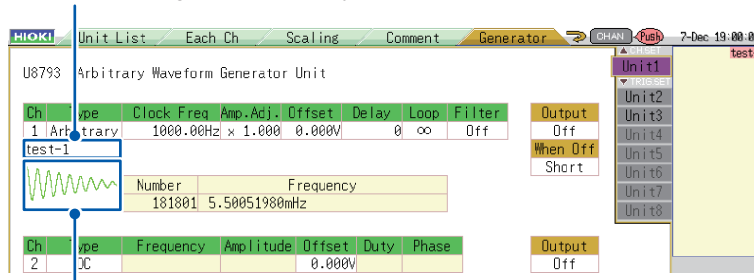 HIOKI Unit List Each Ch Scaling Comment Generator CHAN Push 7-Dec 19:00:0
CH SET test
U8793 Arbitrary Waveform Generator Unit Unit1
TRIG SET
Unit2
Ch Type Clock Freq Amp.Adj. Offset Delay Loop Filter Output Unit3
1 Arbitrary 1000.00Hz × 1.000 0.000V 0 ∞ Off Off Unit4
test-1 When Off Unit5
Short Unit6
Number Frequency Unit7
181801 5.50051980mHz Unit8
Ch Type Frequency Amplitude Offset Duty Phase Output
2 DC 0.000V Off